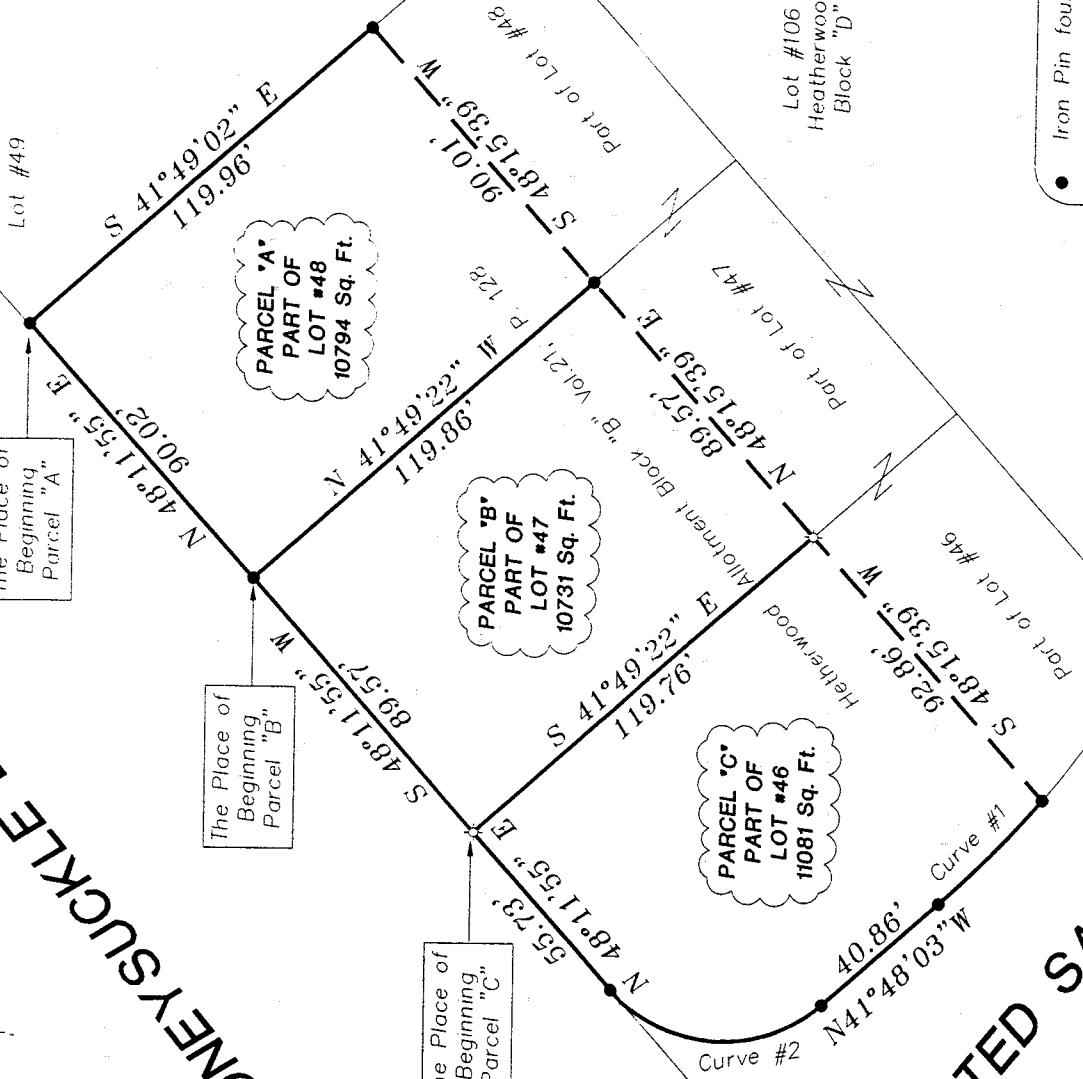 Lot #49
The Place of
Beginning
Parcel "A"
S 41°49'02" E
119.96'
N 48°11'55" E
90.02'
PARCEL "A"
PART OF
LOT #48
10794 Sq. Ft.
S 48°15'39" W
90.01'
Part of Lot #48
Lot #106
Block "D"
Iron Pin
N 41°49'22" W
119.86'
The Place of
Beginning
Parcel "B"
S 48°11'55" W
89.57'
PARCEL "B"
PART OF
LOT #47
10731 Sq. Ft.
N 48°15'39" E
89.57'
Part of Lot #47
Hetherwood Allotment Block "B" Vol.21, P. 128
S 41°49'22" E
119.76'
Place of
Beginning
Parcel "C"
N 48°11'55" E
55.73'
PARCEL "C"
PART OF
LOT #46
11081 Sq. Ft.
S 48°15'39" W
92.86'
Part of Lot #46
Curve #1
40.86'
N41°48'03"W
Curve #2